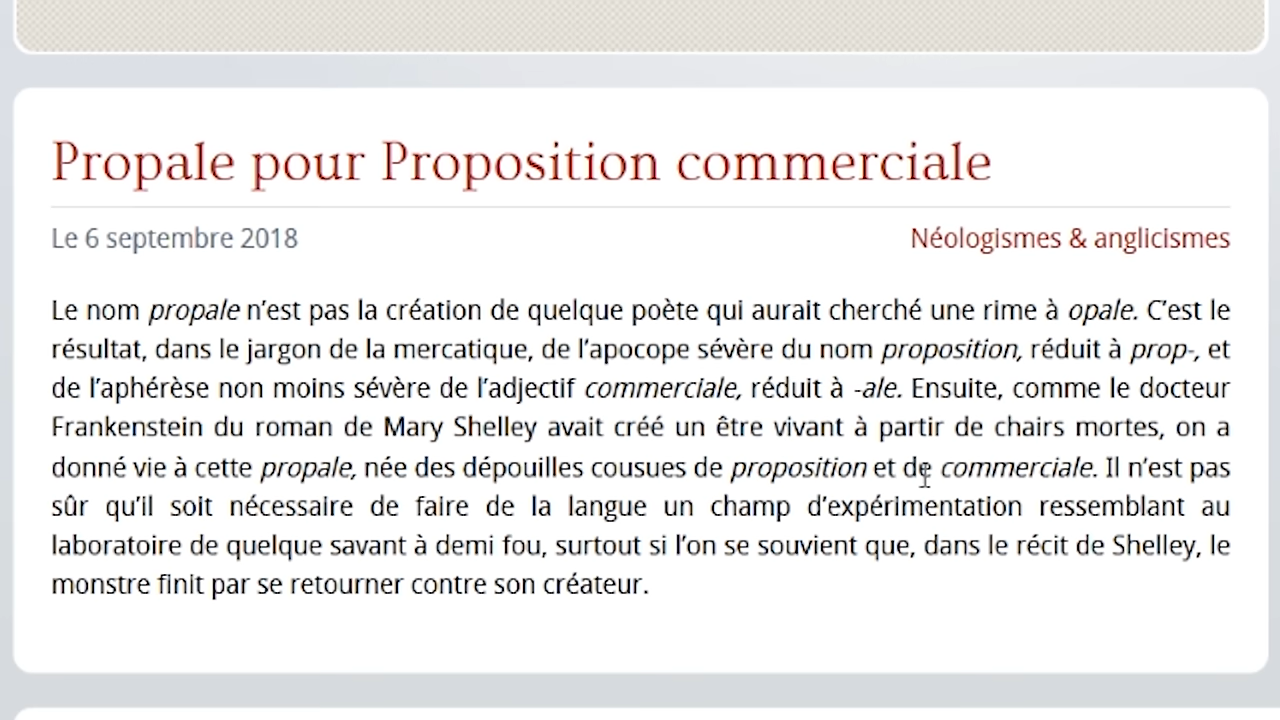 Propale pour Proposition commerciale
Le 6 septembre 2018
Néologismes & anglicismes
Le nom propale n'est pas la création de quelque poète qui aurait cherché une rime à opale. C'est le
résultat, dans le jargon de la mercatique, de l'apocope sévère du nom proposition, réduit à prop-, et
de l'aphérèse non moins sévère de l'adjectif commerciale, réduit à -ale. Ensuite, comme le docteur
Frankenstein du roman de Mary Shelley avait créé un être vivant à partir de chairs mortes, on a
donné vie à cette propale, née des dépouilles cousues de proposition et de commerciale. Il n'est pas
sûr qu'il soit nécessaire de faire de la langue un champ d'expérimentation ressemblant au
laboratoire de quelque savant à demi fou, surtout si l'on se souvient que, dans le récit de Shelley, le
monstre finit par se retourner contre son créateur.